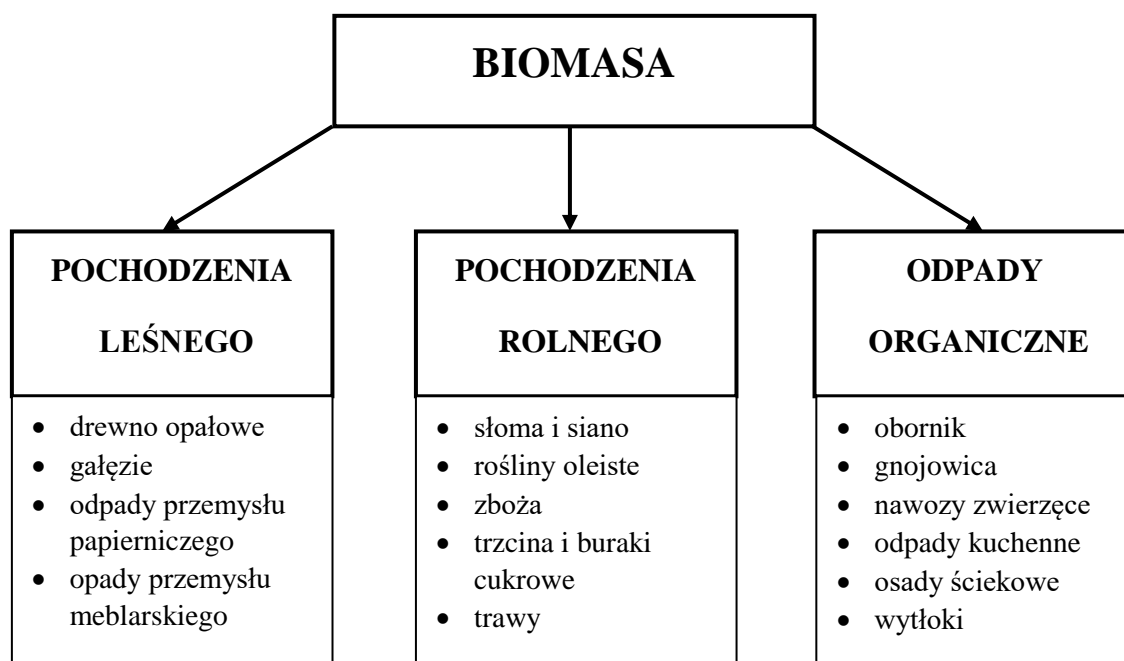 BIOMASA
POCHODZENIA
LEŚNEGO
• drewno opałowe
• gałęzie
• odpady przemysłu
papierniczego
• opady przemysłu
meblarskiego
POCHODZENIA
ROLNEGO
• słoma i siano
• rośliny oleiste
• zboża
• trzcina i buraki
cukrowe
• trawy
ODPADY
ORGANICZNE
• obornik
• gnojowica
• nawozy zwierzęce
• odpady kuchenne
• osady ściekowe
• wytłoki